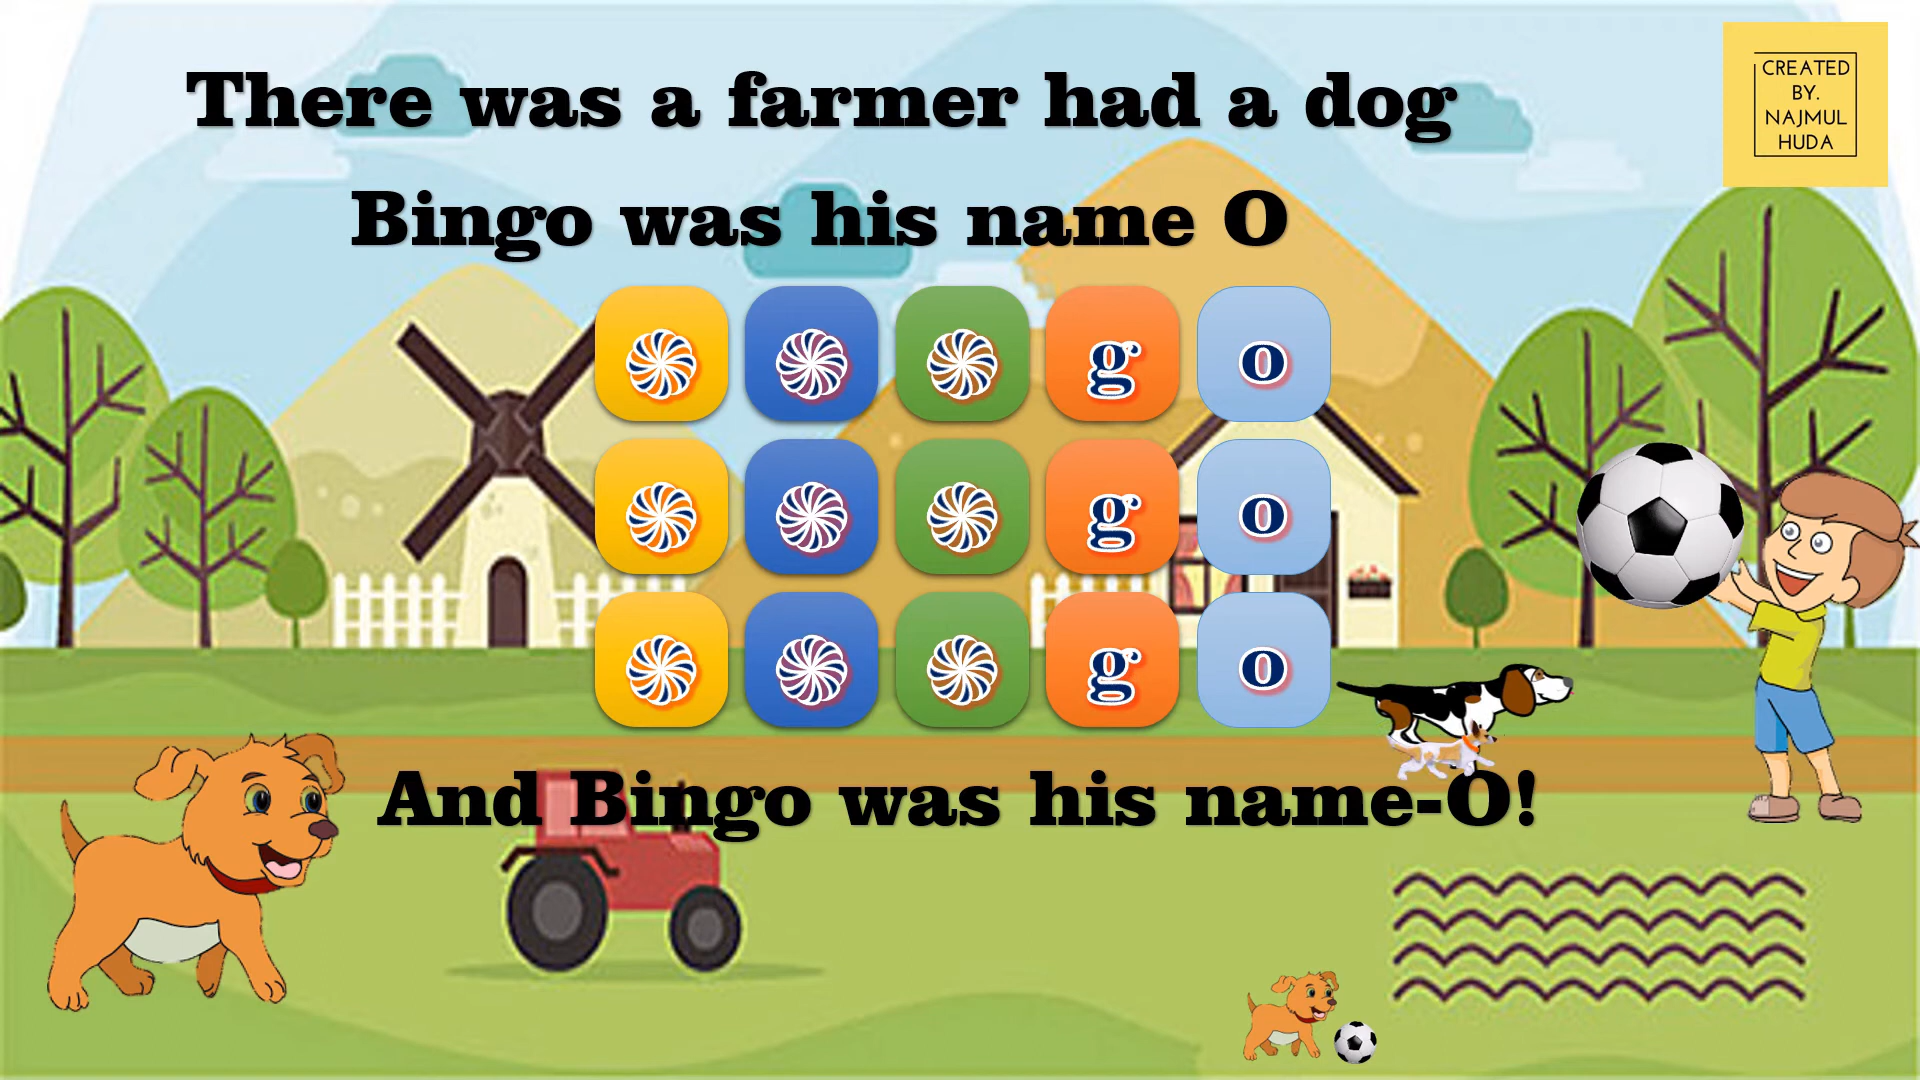 There was a farmer had a dog
Bingo was his name O
g o
g o
g o
And Bingo was his name-O!
CREATED
BY.
NAJMUL
HUDA